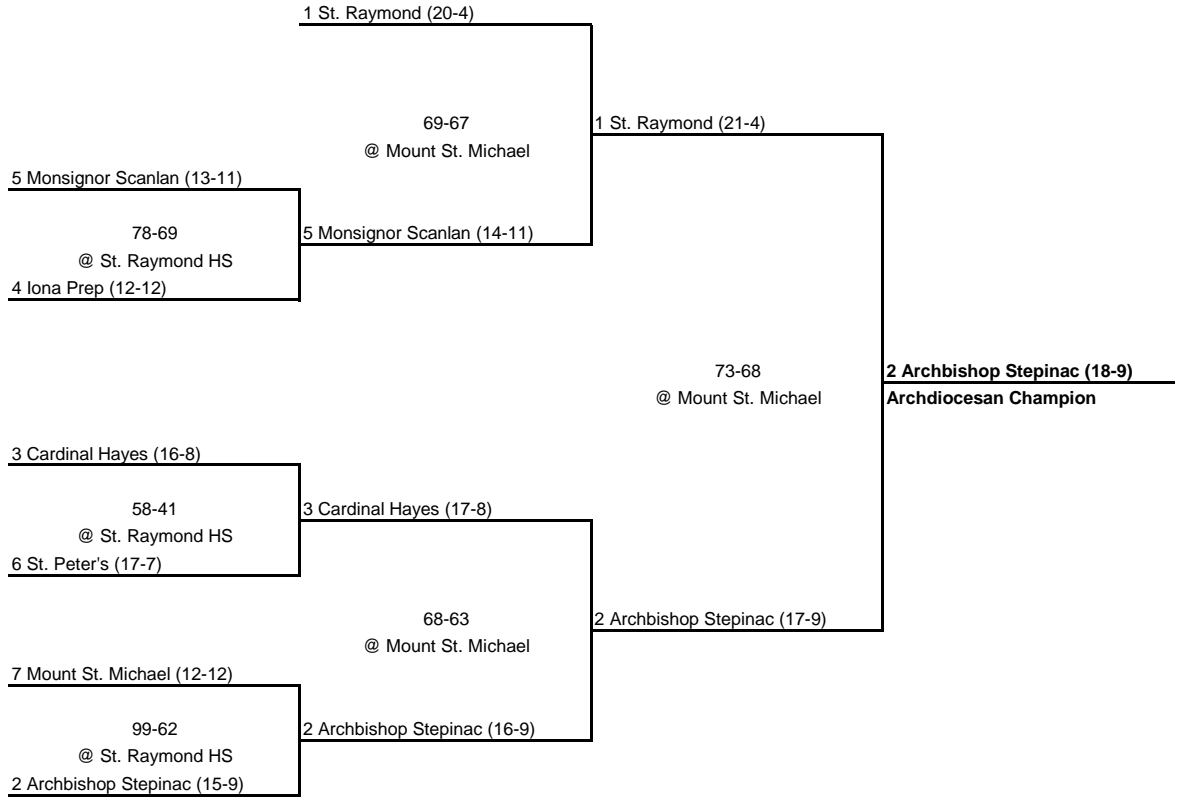 1 St. Raymond (20-4)
69-67
@ Mount St. Michael
1 St. Raymond (21-4)
5 Monsignor Scanlan (13-11)
78-69
@ St. Raymond HS
5 Monsignor Scanlan (14-11)
4 Iona Prep (12-12)
73-68
@ Mount St. Michael
2 Archbishop Stepinac (18-9)
Archdiocesan Champion
3 Cardinal Hayes (16-8)
58-41
@ St. Raymond HS
3 Cardinal Hayes (17-8)
6 St. Peter's (17-7)
68-63
@ Mount St. Michael
2 Archbishop Stepinac (17-9)
7 Mount St. Michael (12-12)
99-62
@ St. Raymond HS
2 Archbishop Stepinac (16-9)
2 Archbishop Stepinac (15-9)